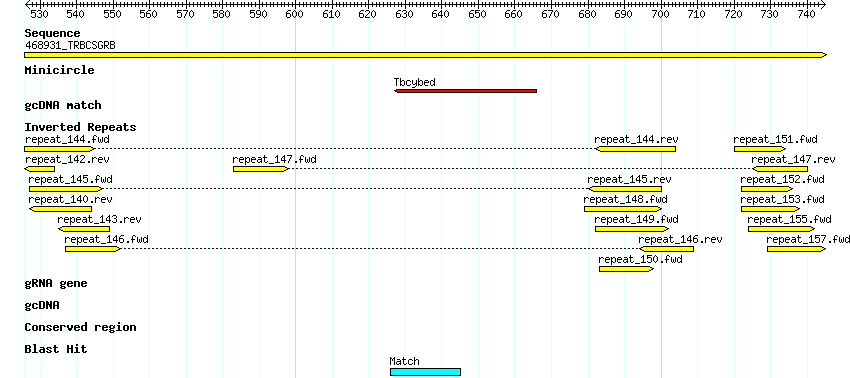 530 540 550 560 570 580 590 600 610 620 630 640 650 660 670 680 690 700 710 720 730 740
Sequence
468931_TRBCSGRB
Minicircle
Tbcybed
gcDNA match
Inverted Repeats
repeat_144.fwd repeat_144.rev repeat_151.fwd
repeat_142.rev repeat_147.fwd repeat_147.rev
repeat_145.fwd repeat_145.rev repeat_152.fwd
repeat_140.rev repeat_148.fwd repeat_153.fwd
repeat_143.rev repeat_149.fwd repeat_155.fwd
repeat_146.fwd repeat_146.rev repeat_157.fwd
repeat_150.fwd
gRNA gene
gcDNA
Conserved region
Blast Hit
Match